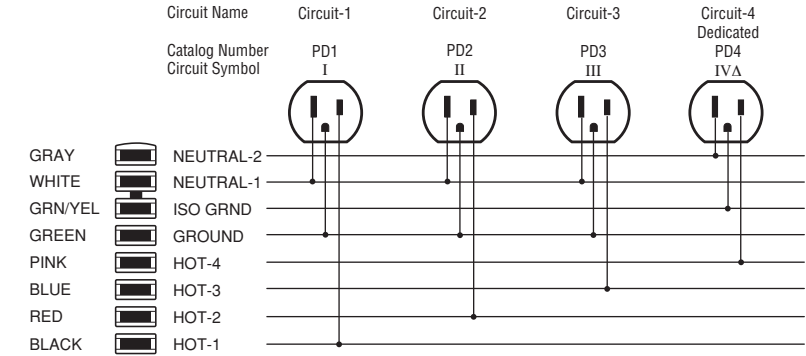 Circuit Name Circuit-1 Circuit-2 Circuit-3 Circuit-4
Dedicated
Catalog Number PD1 PD2 PD3 PD4
Circuit Symbol I II III IVΔ
GRAY NEUTRAL-2
WHITE NEUTRAL-1
GRN/YEL ISO GRND
GREEN GROUND
PINK HOT-4
BLUE HOT-3
RED HOT-2
BLACK HOT-1